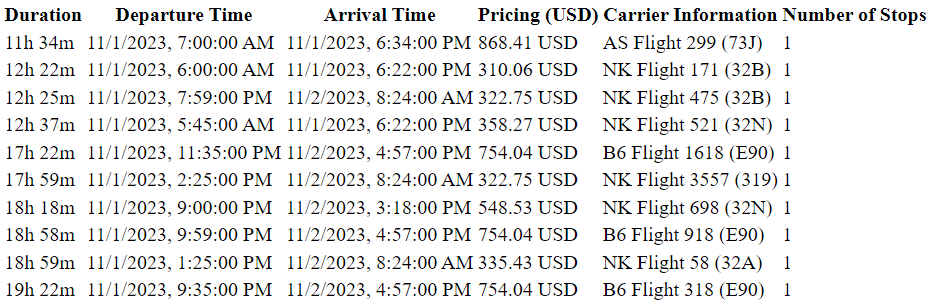 Duration Departure Time Arrival Time Pricing (USD) Carrier Information Number of Stops
11h 34m 11/1/2023, 7:00:00 AM 11/1/2023, 6:34:00 PM 868.41 USD AS Flight 299 (73J) 1
12h 22m 11/1/2023, 6:00:00 AM 11/1/2023, 6:22:00 PM 310.06 USD NK Flight 171 (32B) 1
12h 25m 11/1/2023, 7:59:00 PM 11/2/2023, 8:24:00 AM 322.75 USD NK Flight 475 (32B) 1
12h 37m 11/1/2023, 5:45:00 AM 11/1/2023, 6:22:00 PM 358.27 USD NK Flight 521 (32N) 1
17h 22m 11/1/2023, 11:35:00 PM 11/2/2023, 4:57:00 PM 754.04 USD B6 Flight 1618 (E90) 1
17h 59m 11/1/2023, 2:25:00 PM 11/2/2023, 8:24:00 AM 322.75 USD NK Flight 3557 (319) 1
18h 18m 11/1/2023, 9:00:00 PM 11/2/2023, 3:18:00 PM 548.53 USD NK Flight 698 (32N) 1
18h 58m 11/1/2023, 9:59:00 PM 11/2/2023, 4:57:00 PM 754.04 USD B6 Flight 918 (E90) 1
18h 59m 11/1/2023, 1:25:00 PM 11/2/2023, 8:24:00 AM 335.43 USD NK Flight 58 (32A) 1
19h 22m 11/1/2023, 9:35:00 PM 11/2/2023, 4:57:00 PM 754.04 USD B6 Flight 318 (E90) 1